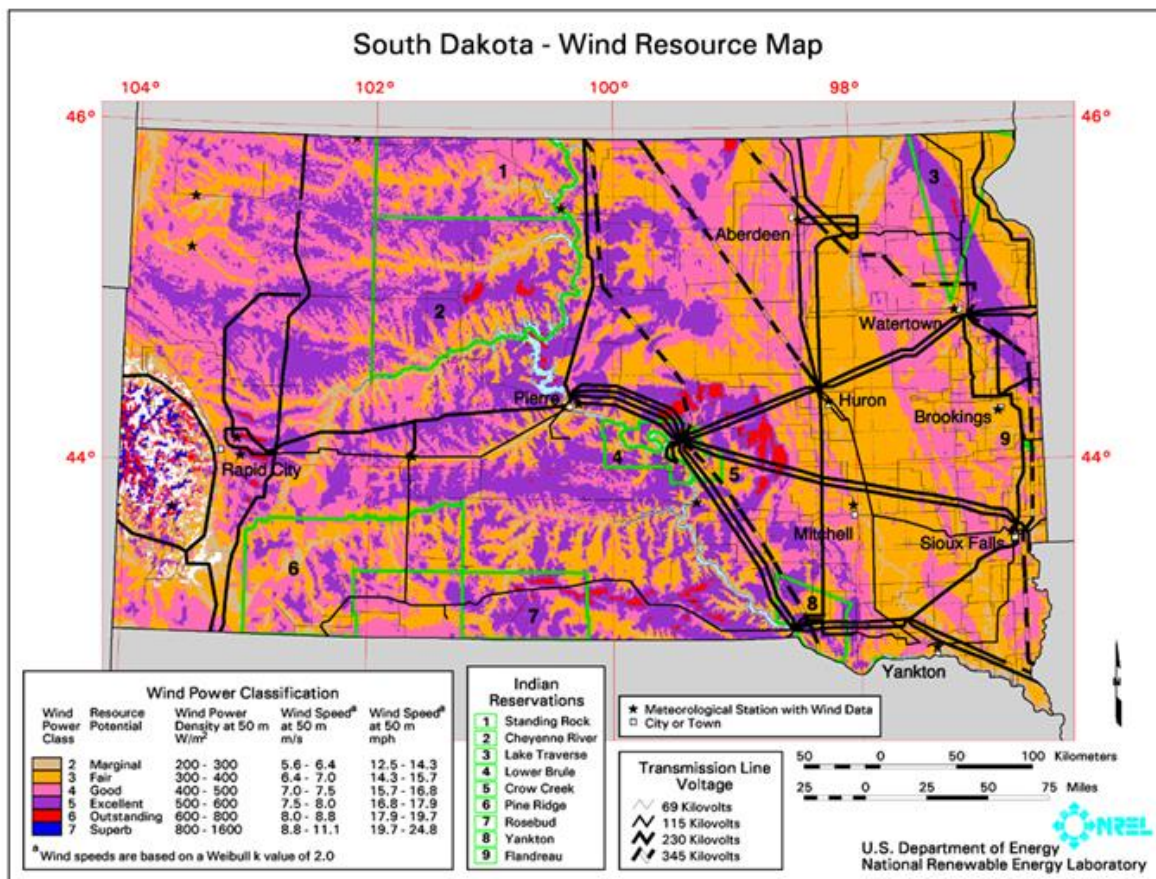 South Dakota - Wind Resource Map
104° 102° 100° 98°
46° 46°
1
3
Aberdeen
2
Watertown
Pierre
Huron
Brookings
9
44° 44°
Rapid City
4
5
Mitchell
Sioux Falls
6
8
7
Yankton
Wind Power Classification
Wind Power Class Resource Potential Wind Power Density at 50 m W/m² Wind Speedᵃ at 50 m m/s Wind Speedᵃ at 50 m mph
2 Marginal 200 - 300 5.6 - 6.4 12.5 - 14.3
3 Fair 300 - 400 6.4 - 7.0 14.3 - 15.7
4 Good 400 - 500 7.0 - 7.5 15.7 - 16.8
5 Excellent 500 - 600 7.5 - 8.0 16.8 - 17.9
6 Outstanding 600 - 800 8.0 - 8.8 17.9 - 19.7
7 Superb 800 - 1600 8.8 - 11.1 19.7 - 24.8
ᵃ Wind speeds are based on a Weibull k value of 2.0
Indian
Reservations
1 Standing Rock
2 Cheyenne River
3 Lake Traverse
4 Lower Brule
5 Crow Creek
6 Pine Ridge
7 Rosebud
8 Yankton
9 Flandreau
Meteorological Station with Wind Data
City or Town
Transmission Line
Voltage
69 Kilovolts
115 Kilovolts
230 Kilovolts
345 Kilovolts
50 0 50 100 Kilometers
25 0 25 50 75 Miles
NREL
U.S. Department of Energy
National Renewable Energy Laboratory